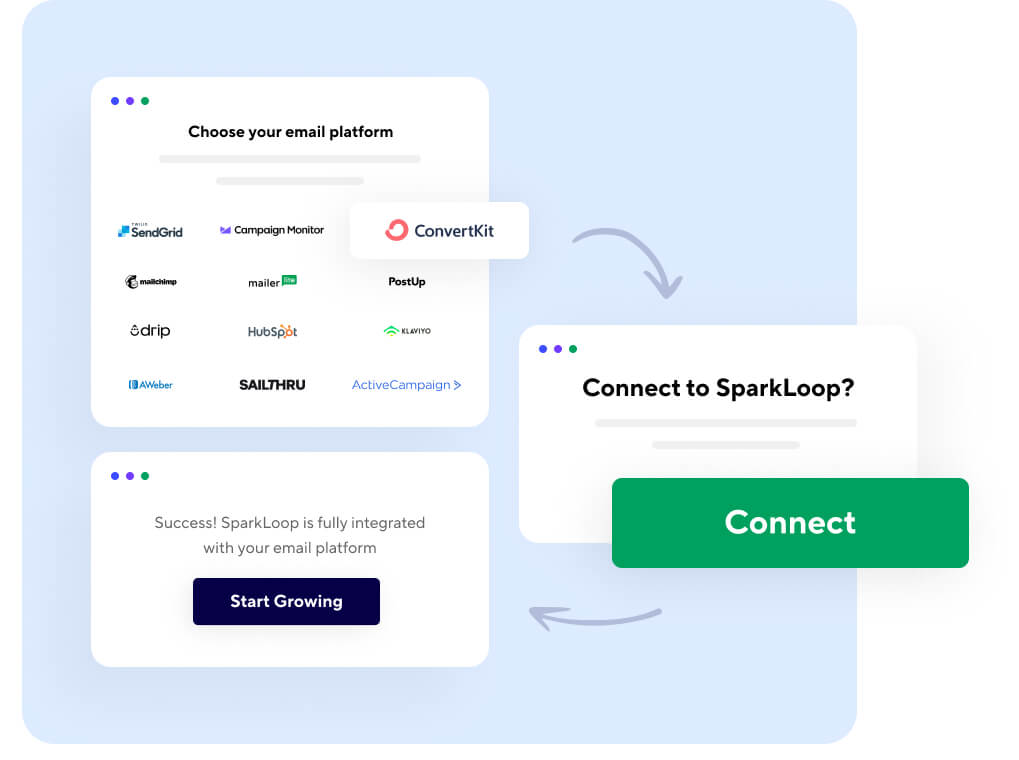 Choose your email platform
TWILIO
SendGrid
Campaign Monitor
ConvertKit
mailchimp
mailer lite
PostUp
drip
HubSpot
KLAVIYO
AWeber
SAILTHRU
ActiveCampaign >
Connect to SparkLoop?
Connect
Success! SparkLoop is fully integrated
with your email platform
Start Growing